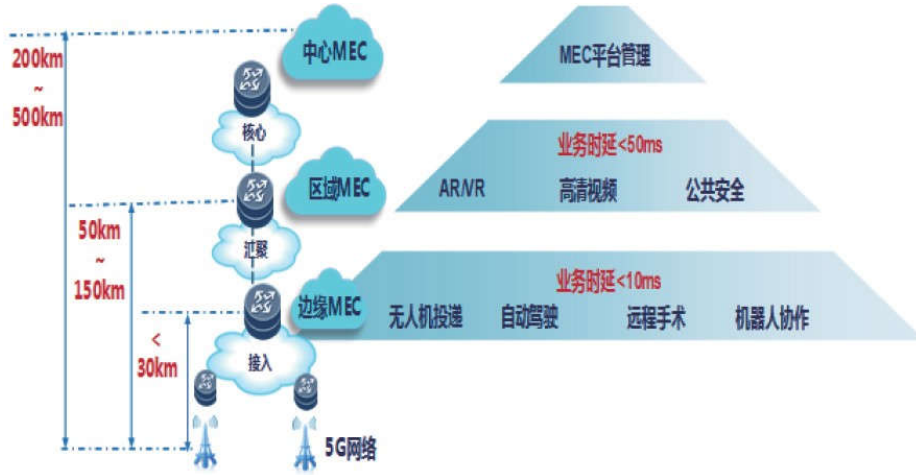 200km
~
500km
中心MEC
MEC平台管理
核心
业务时延<50ms
区域MEC
AR/VR 高清视频 公共安全
50km
~
150km
汇聚
业务时延<10ms
边缘MEC
无人机投递 自动驾驶 远程手术 机器人协作
<
30km
接入
5G网络